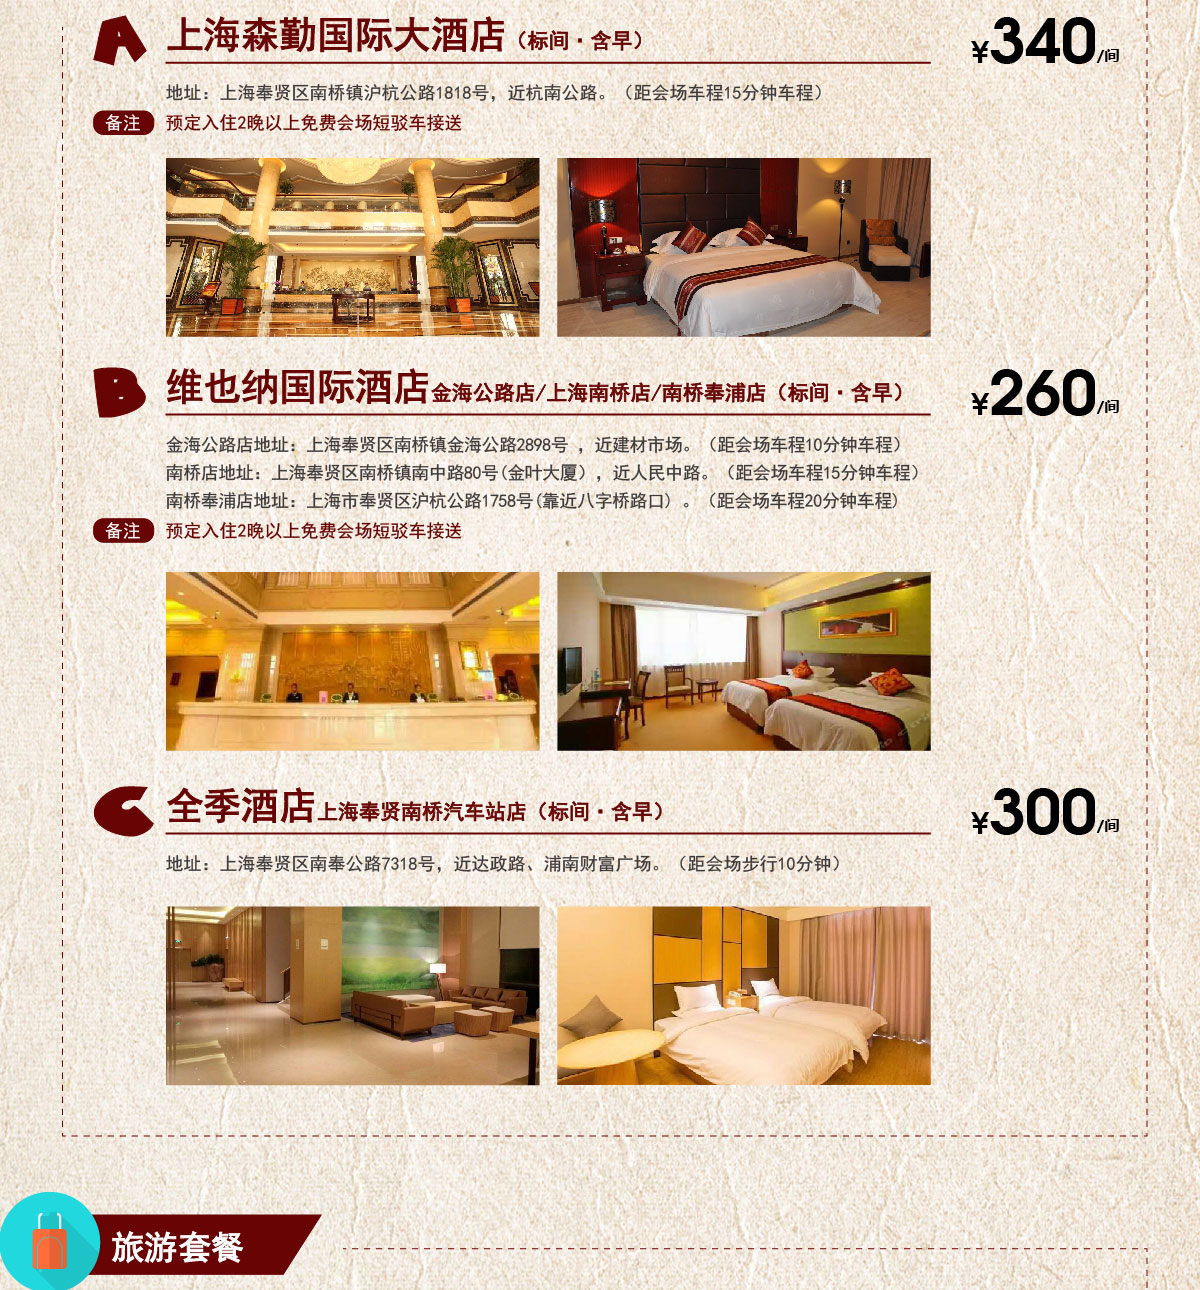 A 上海森勤国际大酒店（标间·含早） ¥340/间
地址：上海奉贤区南桥镇沪杭公路1818号，近杭南公路。（距会场车程15分钟车程）
备注 预定入住2晚以上免费会场短驳车接送
B 维也纳国际酒店金海公路店/上海南桥店/南桥奉浦店（标间·含早） ¥260/间
金海公路店地址：上海奉贤区南桥镇金海公路2898号 ，近建材市场。（距会场车程10分钟车程）
南桥店地址：上海奉贤区南桥镇南中路80号(金叶大厦），近人民中路。（距会场车程15分钟车程）
南桥奉浦店地址：上海市奉贤区沪杭公路1758号(靠近八字桥路口）。（距会场车程20分钟车程)
备注 预定入住2晚以上免费会场短驳车接送
C 全季酒店上海奉贤南桥汽车站店（标间·含早） ¥300/间
地址：上海奉贤区南奉公路7318号，近达政路、浦南财富广场。（距会场步行10分钟）
旅游套餐